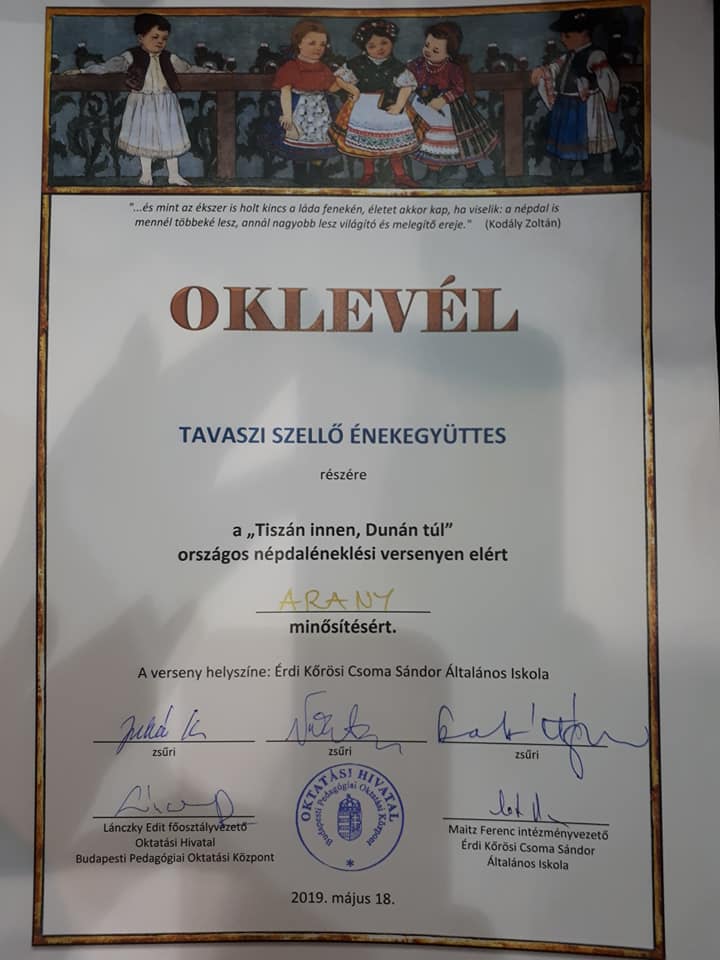 "...és mint az ékszer is holt kincs a láda fenekén, életet akkor kap, ha viselik: a népdal is
mennél többeké lesz, annál nagyobb lesz világító és melegítő ereje." (Kodály Zoltán)
OKLEVÉL
TAVASZI SZELLŐ ÉNEKEGYÜTTES
részére
a „Tiszán innen, Dunán túl”
országos népdaléneklési versenyen elért
ARANY
minősítésért.
A verseny helyszíne: Érdi Kőrösi Csoma Sándor Általános Iskola
zsűri
zsűri
zsűri
Lánczky Edit főosztályvezető
Oktatási Hivatal
Budapesti Pedagógiai Oktatási Központ
OKTATÁSI HIVATAL
Budapesti Pedagógiai Oktatási Központ
*
Maitz Ferenc intézményvezető
Érdi Kőrösi Csoma Sándor
Általános Iskola
2019. május 18.